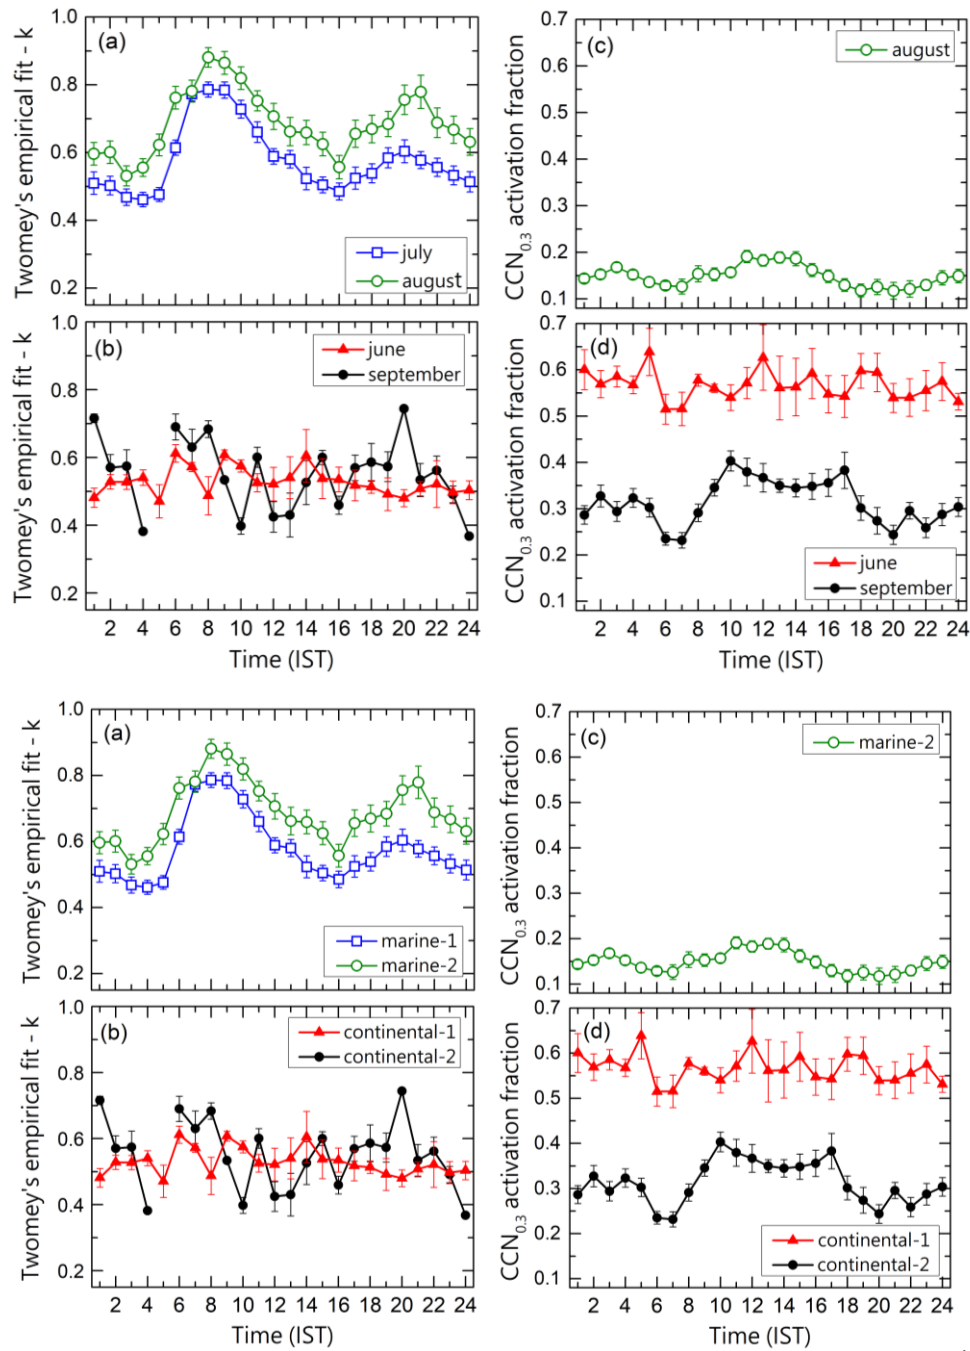 (a)
1.0
0.8
0.6
0.4
0.2
Twomey's empirical fit - k
july
august
(c)
0.7
0.6
0.5
0.4
0.3
0.2
0.1
CCN0.3 activation fraction
august
(b)
1.0
0.8
0.6
0.4
0.2
Twomey's empirical fit - k
june
september
2 4 6 8 10 12 14 16 18 20 22 24
Time (IST)
(d)
0.7
0.6
0.5
0.4
0.3
0.2
0.1
CCN0.3 activation fraction
june
september
2 4 6 8 10 12 14 16 18 20 22 24
Time (IST)
(a)
1.0
0.8
0.6
0.4
0.2
Twomey's empirical fit - k
marine-1
marine-2
(c)
0.7
0.6
0.5
0.4
0.3
0.2
0.1
CCN0.3 activation fraction
marine-2
(b)
1.0
0.8
0.6
0.4
0.2
Twomey's empirical fit - k
continental-1
continental-2
2 4 6 8 10 12 14 16 18 20 22 24
Time (IST)
(d)
0.7
0.6
0.5
0.4
0.3
0.2
0.1
CCN0.3 activation fraction
continental-1
continental-2
2 4 6 8 10 12 14 16 18 20 22 24
Time (IST)